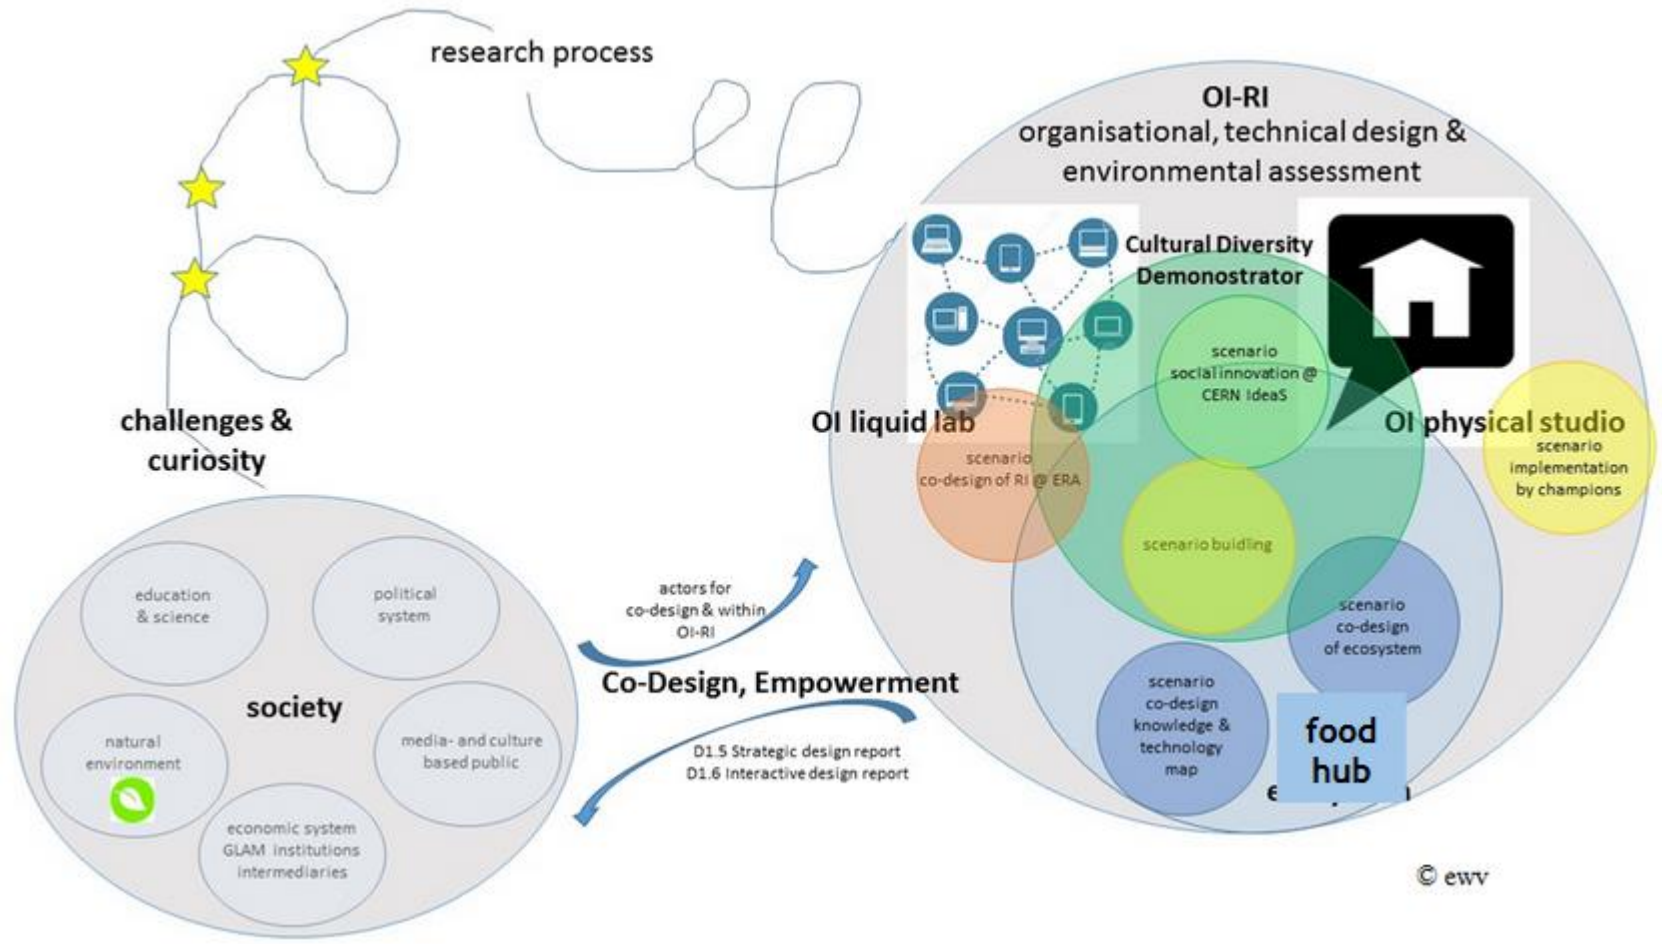 research process
challenges &
curiosity
society
education
& science
political
system
natural
environment
media- and culture
based public
economic system
GLAM institutions
intermediaries
actors for
co-design & within
OI-RI
Co-Design, Empowerment
D1.5 Strategic design report
D1.6 Interactive design report
OI-RI
organisational, technical design &
environmental assessment
Cultural Diversity
Demonostrator
scenario
social innovation @
CERN IdeaS
OI liquid lab
OI physical studio
scenario
co-design of RI @ ERA
scenario
implementation
by champions
scenario buidling
scenario
co-design
of ecosystem
scenario
co-design
knowledge &
technology
map
food
hub
© ewv